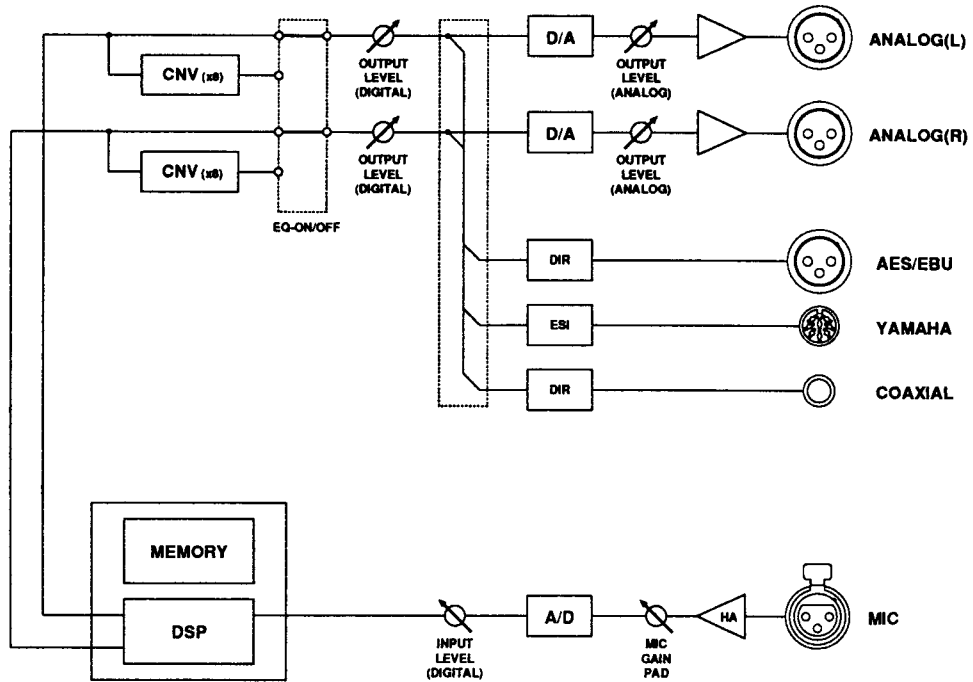 D/A
ANALOG(L)
OUTPUT
LEVEL
(DIGITAL)
OUTPUT
LEVEL
(ANALOG)
CNV (x8)
D/A
ANALOG(R)
OUTPUT
LEVEL
(DIGITAL)
OUTPUT
LEVEL
(ANALOG)
CNV (x8)
EQ-ON/OFF
DIR
AES/EBU
ESI
YAMAHA
DIR
COAXIAL
MEMORY
DSP
INPUT
LEVEL
(DIGITAL)
A/D
MIC
GAIN
PAD
HA
MIC